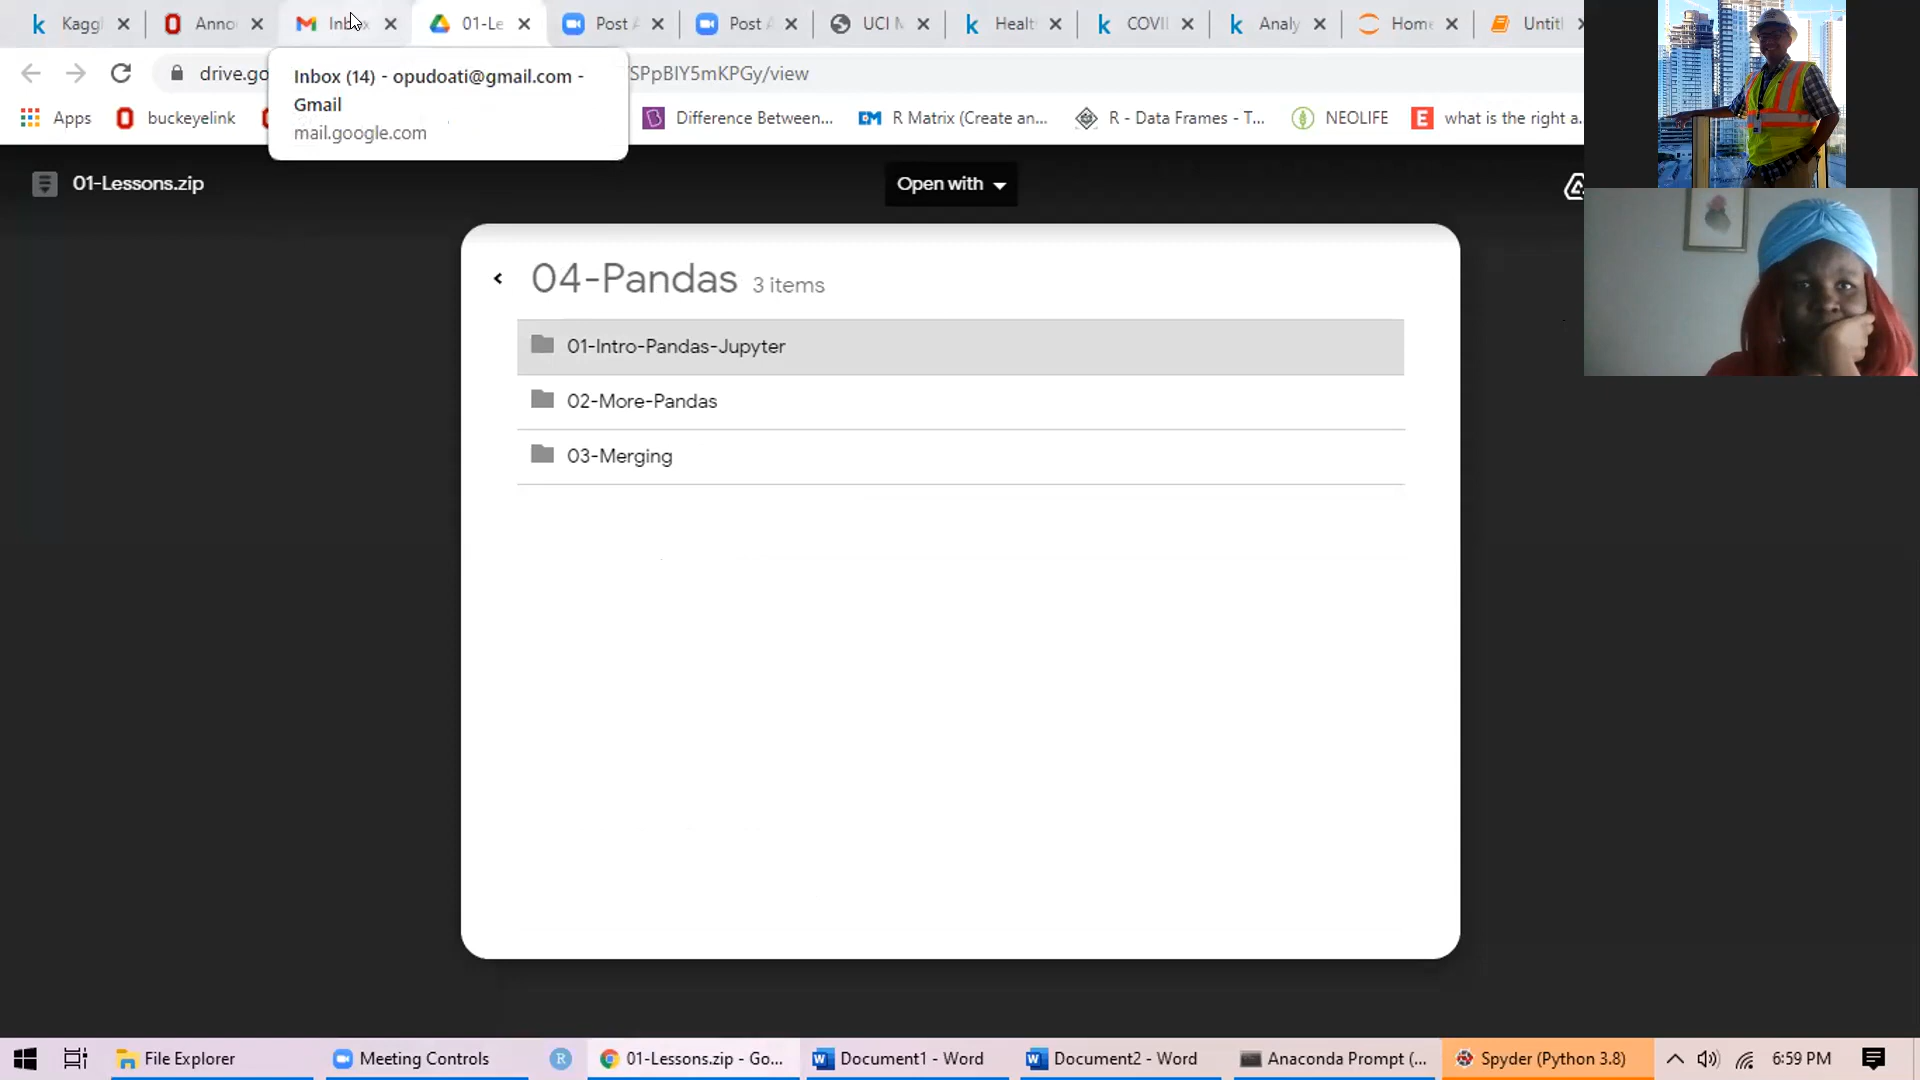 Kaggl
Anno
Inbox
01-Le
Post A
Post A
UCI M
Healt
COVI
Analy
Home
Untitl
drive.go
SPpBlY5mKPGy/view
Inbox (14) - opudoati@gmail.com -
Gmail
mail.google.com
Apps
buckeyelink
Difference Between...
R Matrix (Create an...
R - Data Frames - T...
NEOLIFE
what is the right a...
01-Lessons.zip
Open with
04-Pandas 3 items
01-Intro-Pandas-Jupyter
02-More-Pandas
03-Merging
File Explorer
Meeting Controls
01-Lessons.zip - Go...
Document1 - Word
Document2 - Word
Anaconda Prompt (...
Spyder (Python 3.8)
6:59 PM